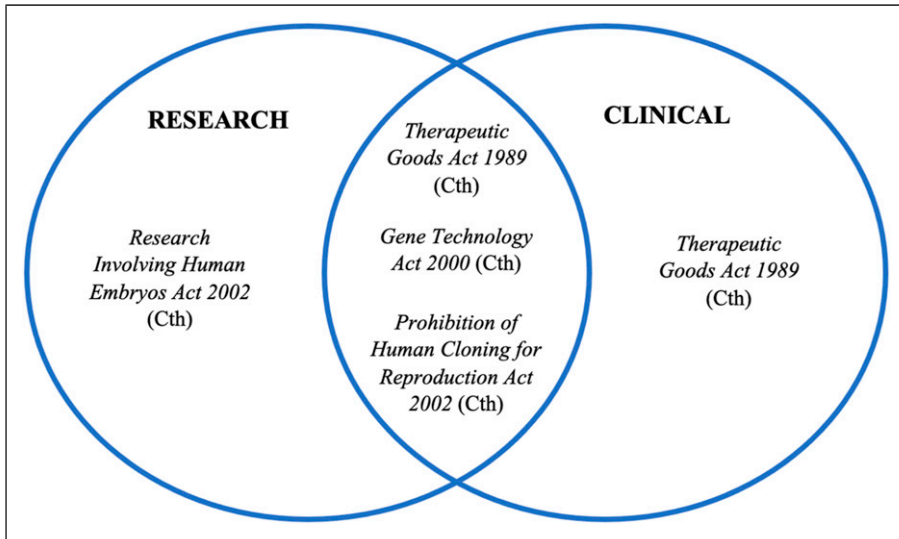 RESEARCH
Research
Involving Human
Embryos Act 2002
(Cth)
Therapeutic
Goods Act 1989
(Cth)
Gene Technology
Act 2000 (Cth)
Prohibition of
Human Cloning for
Reproduction Act
2002 (Cth)
CLINICAL
Therapeutic
Goods Act 1989
(Cth)